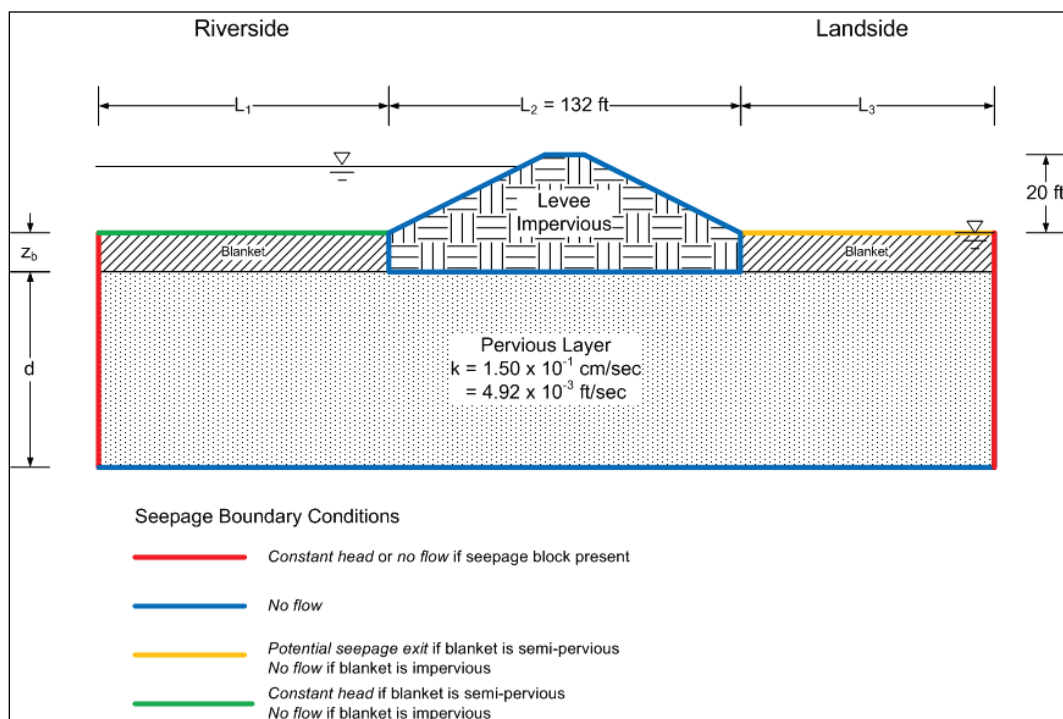 Riverside
Landside
L₁
L₂ = 132 ft
L₃
20 ft
Levee
Impervious
z_b
Blanket
Blanket
d
Pervious Layer
k = 1.50 x 10⁻¹ cm/sec
= 4.92 x 10⁻³ ft/sec
Seepage Boundary Conditions
Constant head or no flow if seepage block present
No flow
Potential seepage exit if blanket is semi-pervious
No flow if blanket is impervious
Constant head if blanket is semi-pervious
No flow if blanket is impervious